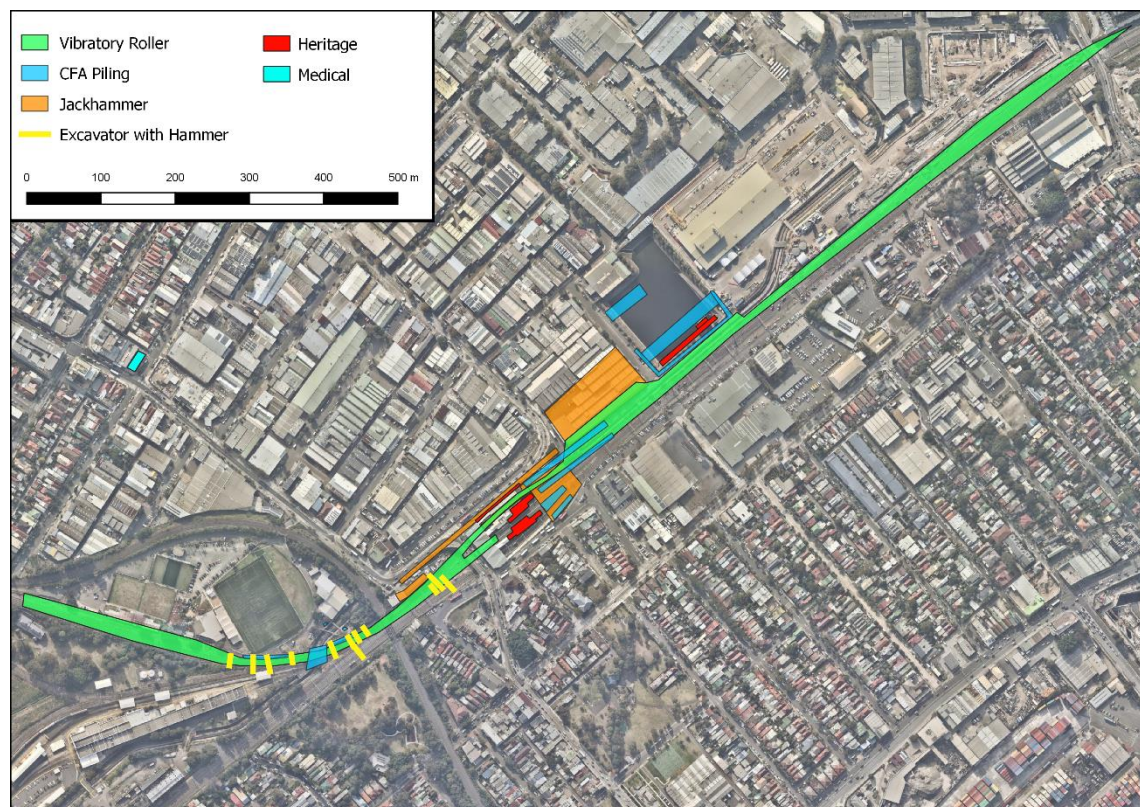 Vibratory Roller
CFA Piling
Jackhammer
Excavator with Hammer
Heritage
Medical
0 100 200 300 400 500 m